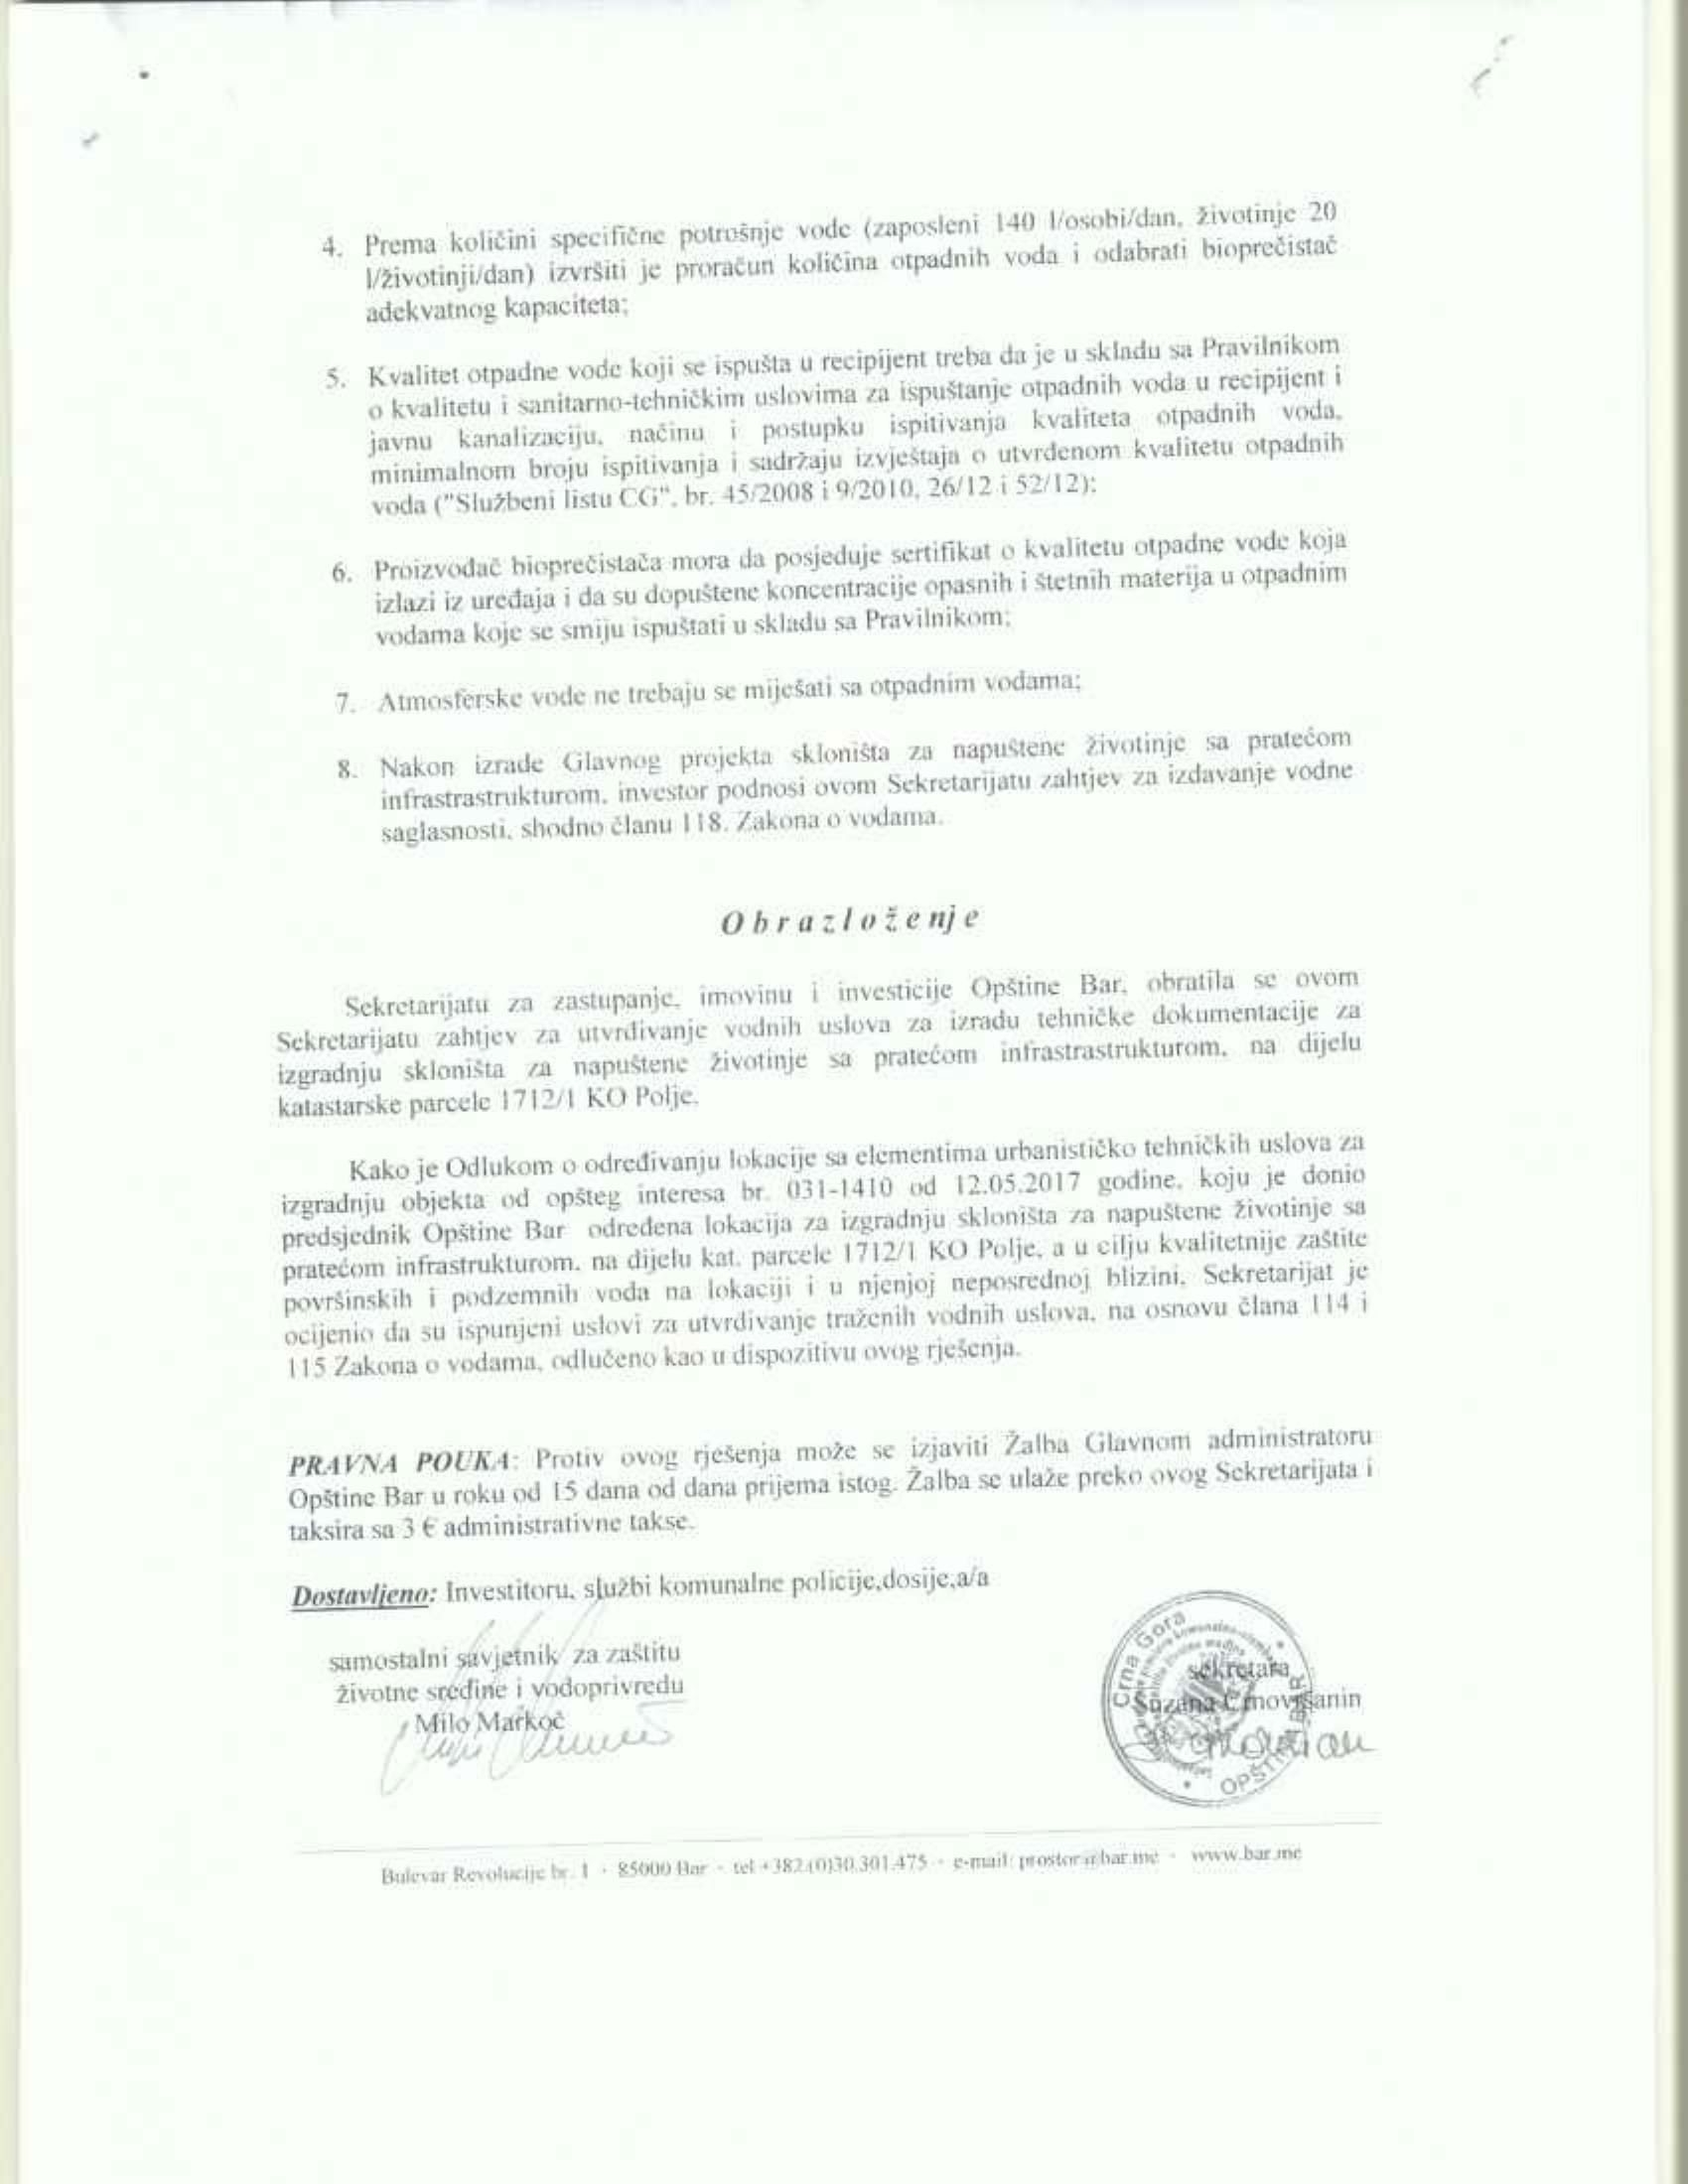 4. Prema količini specifične potrošnje vode (zaposleni 140 l/osobi/dan, životinje 20
l/životinji/dan) izvršiti je proračun količina otpadnih voda i odabrati bioprečistač
adekvatnog kapaciteta;
5. Kvalitet otpadne vode koji se ispušta u recipijent treba da je u skladu sa Pravilnikom
o kvalitetu i sanitarno-tehničkim uslovima za ispuštanje otpadnih voda u recipijent i
javnu kanalizaciju, načinu i postupku ispitivanja kvaliteta otpadnih voda,
minimalnom broju ispitivanja i sadržaju izvještaja o utvrđenom kvalitetu otpadnih
voda ("Službeni listu CG", br. 45/2008 i 9/2010, 26/12 i 52/12);
6. Proizvođač bioprečistača mora da posjeduje sertifikat o kvalitetu otpadne vode koja
izlazi iz uređaja i da su dopuštene koncentracije opasnih i štetnih materija u otpadnim
vodama koje se smiju ispuštati u skladu sa Pravilnikom;
7. Atmosferske vode ne trebaju se miješati sa otpadnim vodama;
8. Nakon izrade Glavnog projekta skloništa za napuštene životinje sa pratećom
infrastrastrukturom, investor podnosi ovom Sekretarijatu zahtjev za izdavanje vodne
saglasnosti, shodno članu 118. Zakona o vodama.
Obrazloženje
Sekretarijatu za zastupanje, imovinu i investicije Opštine Bar, obratila se ovom
Sekretarijatu zahtjev za utvrđivanje vodnih uslova za izradu tehničke dokumentacije za
izgradnju skloništa za napuštene životinje sa pratećom infrastrastrukturom, na dijelu
katastarske parcele 1712/1 KO Polje.
Kako je Odlukom o određivanju lokacije sa elementima urbanističko tehničkih uslova za
izgradnju objekta od opšteg interesa br. 031-1410 od 12.05.2017 godine, koju je donio
predsjednik Opštine Bar određena lokacija za izgradnju skloništa za napuštene životinje sa
pratećom infrastrukturom, na dijelu kat. parcele 1712/1 KO Polje, a u cilju kvalitetnije zaštite
površinskih i podzemnih voda na lokaciji i u njenjoj neposrednoj blizini, Sekretarijat je
ocijenio da su ispunjeni uslovi za utvrđivanje traženih vodnih uslova, na osnovu člana 114 i
115 Zakona o vodama, odlučeno kao u dispozitivu ovog rješenja.
PRAVNA POUKA: Protiv ovog rješenja može se izjaviti Žalba Glavnom administratoru
Opštine Bar u roku od 15 dana od dana prijema istog. Žalba se ulaže preko ovog Sekretarijata i
taksira sa 3 € administrativne takse.
Dostavljeno: Investitoru, službi komunalne policije,dosije,a/a
samostalni savjetnik za zaštitu
životne sredine i vodoprivredu
Milo Markoč
Crna Gora
sekretara
Suzana Crnovršanin
OPŠTINA BAR
Bulevar Revolucije br. 1 - 85000 Bar - tel +382 (0)30.301.475 - e-mail: prostor@bar.me - www.bar.me